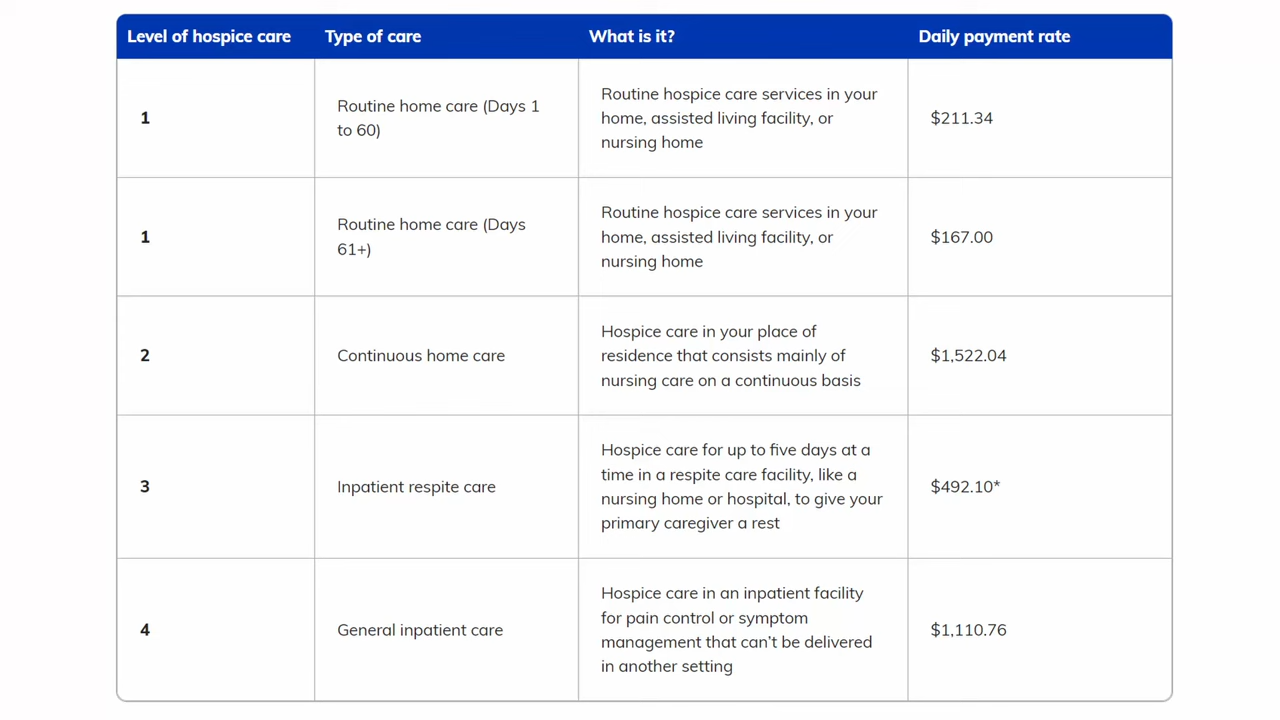 Level of hospice care
Type of care
What is it?
Daily payment rate
1
Routine home care (Days 1
to 60)
Routine hospice care services in your
home, assisted living facility, or
nursing home
$211.34
1
Routine home care (Days
61+)
Routine hospice care services in your
home, assisted living facility, or
nursing home
$167.00
2
Continuous home care
Hospice care in your place of
residence that consists mainly of
nursing care on a continuous basis
$1,522.04
3
Inpatient respite care
Hospice care for up to five days at a
time in a respite care facility, like a
nursing home or hospital, to give your
primary caregiver a rest
$492.10*
4
General inpatient care
Hospice care in an inpatient facility
for pain control or symptom
management that can’t be delivered
in another setting
$1,110.76